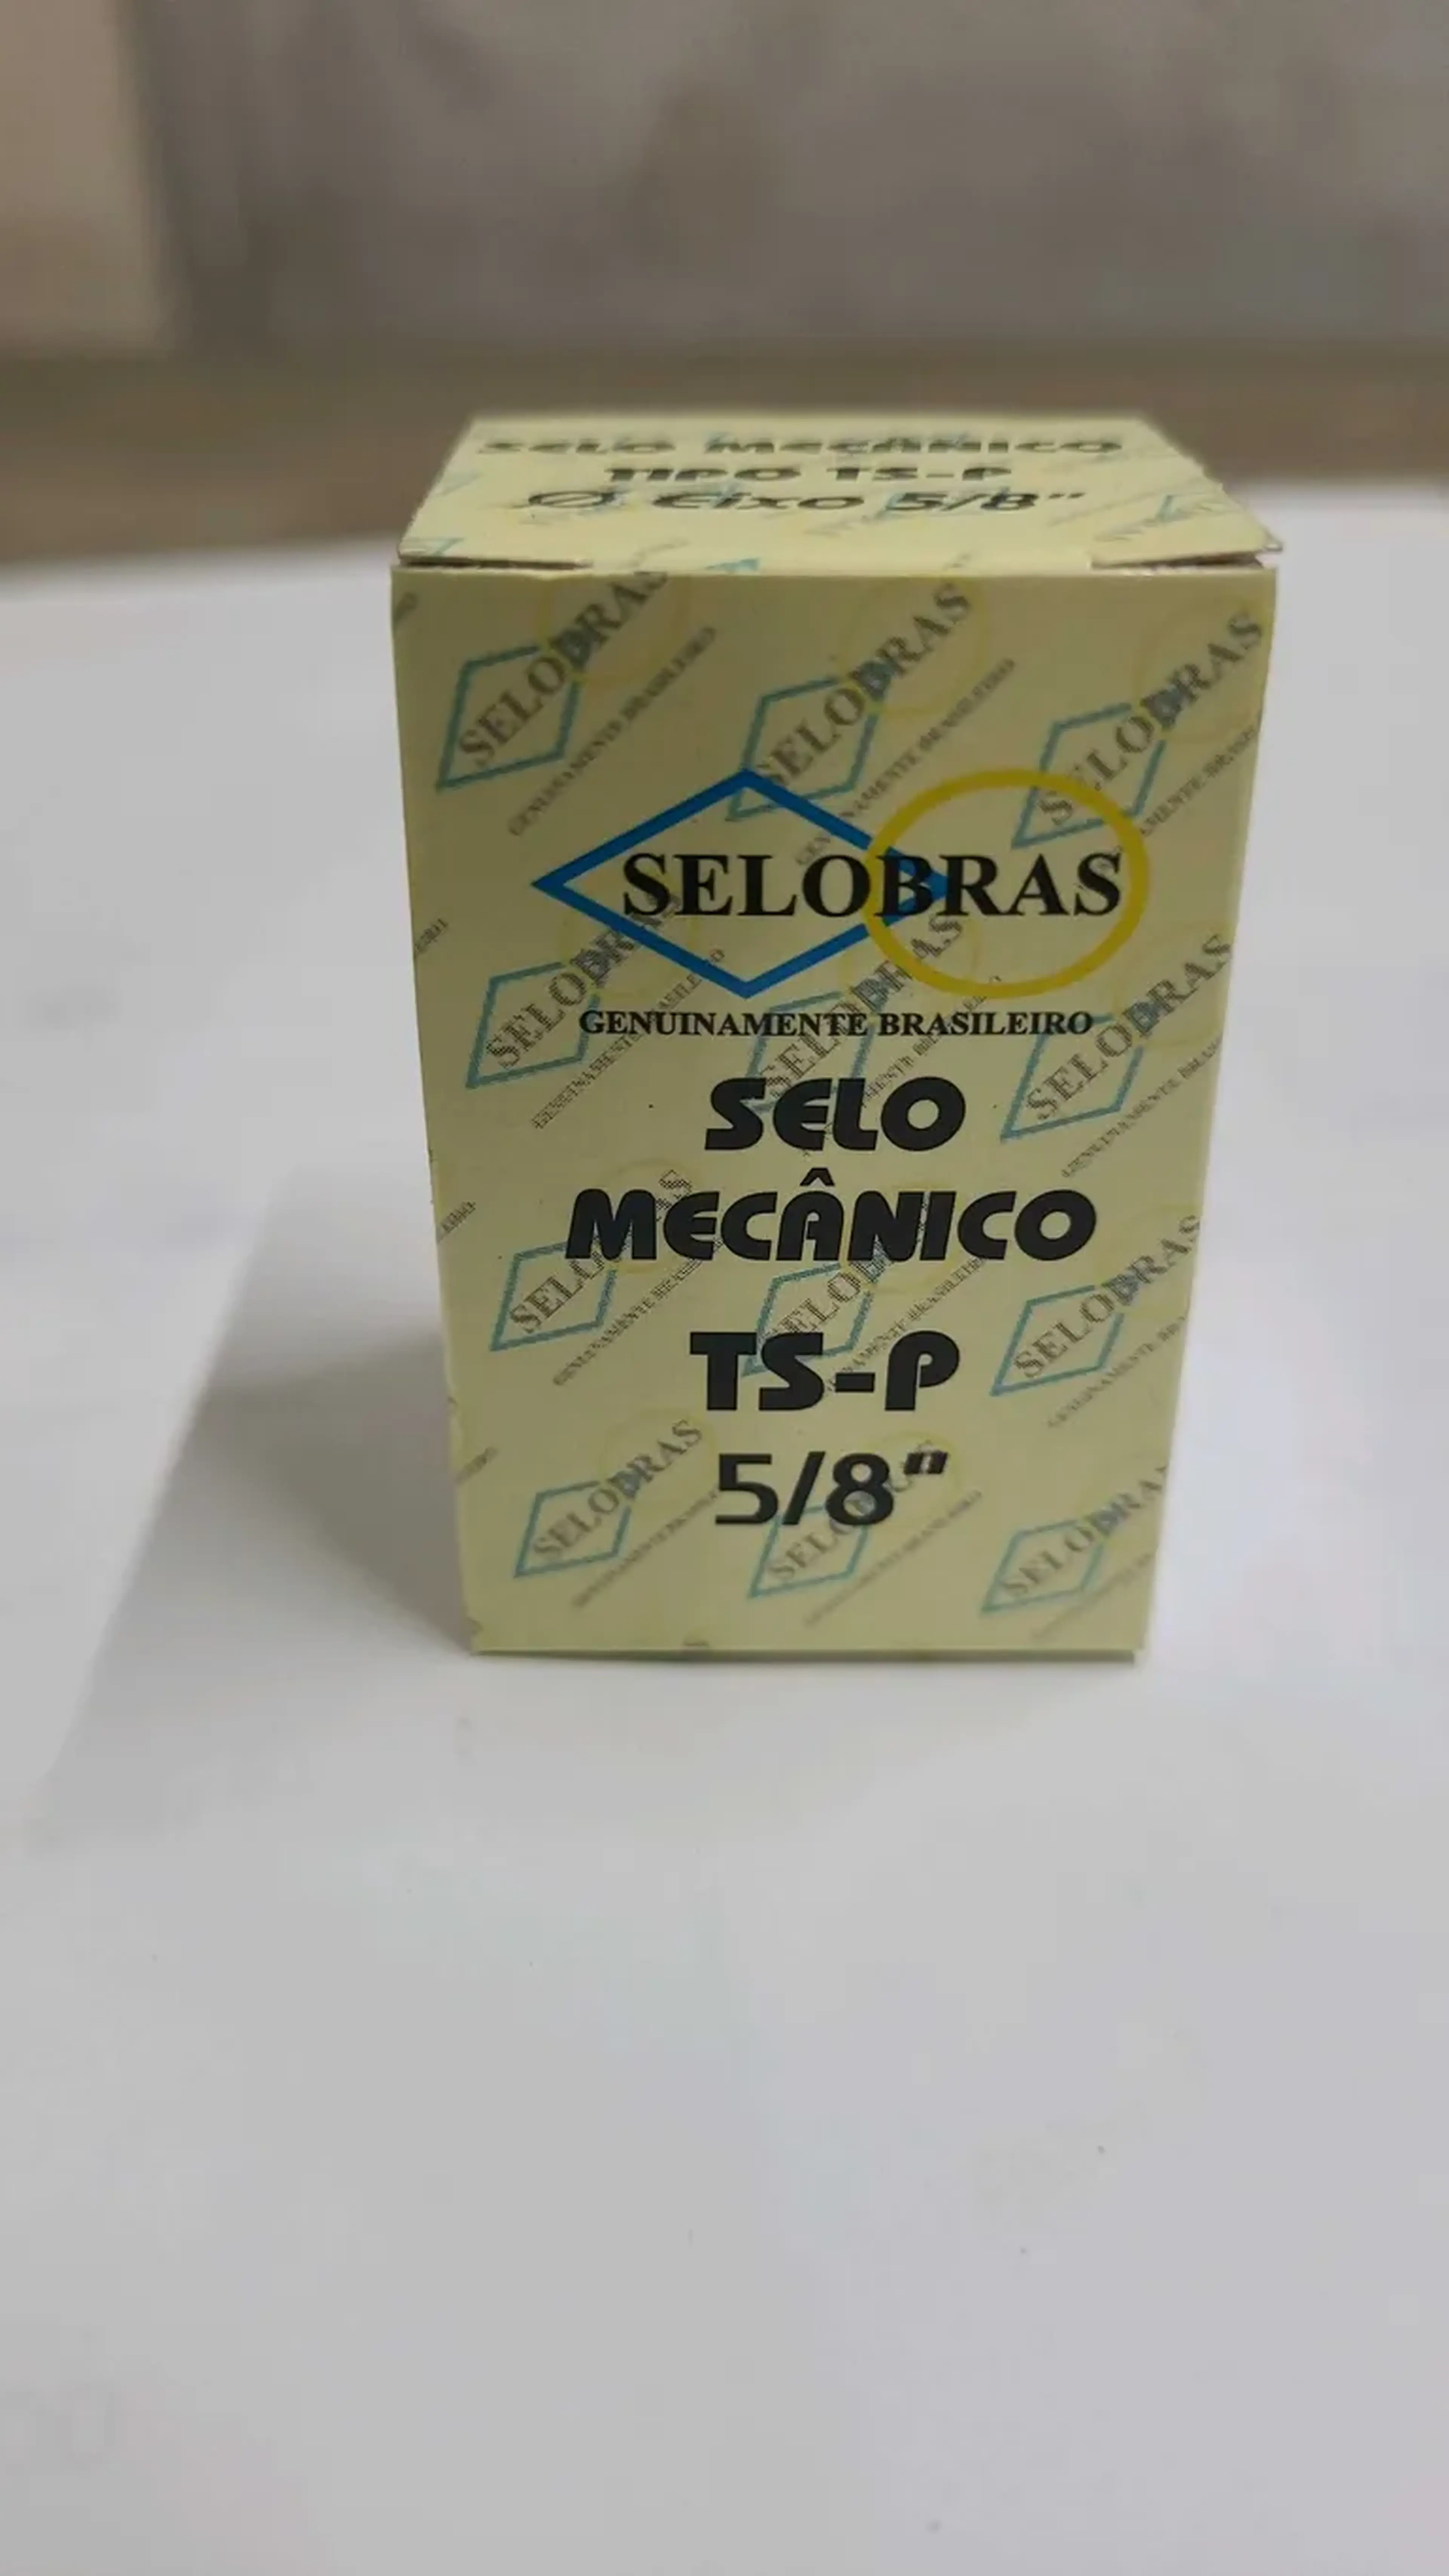 SELO MECÂNICO
TIPO TS-P
Ø Eixo 5/8"
SELOBRAS
GENUINAMENTE BRASILEIRO
SELO
MECÂNICO
TS-P
5/8"